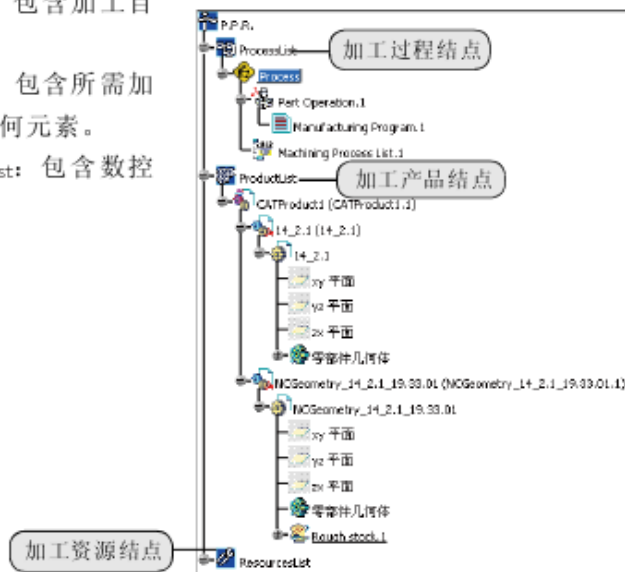 包含加工目
包含所需加
何元素。
st: 包含数控
P.P.R.
ProcessList
加工过程结点
Process
Part Operation.1
Manufacturing Program.1
Machining Process List.1
ProductList
加工产品结点
CATProduct1 (CATProduct1.1)
14_2.1 (14_2.1)
14_2.1
xy 平面
yz 平面
zx 平面
零部件几何体
NCGeometry_14_2.1_19.33.01 (NCGeometry_14_2.1_19.33.01.1)
NCGeometry_14_2.1_19.33.01
xy 平面
yz 平面
zx 平面
零部件几何体
Rough stock.1
加工资源结点
ResourcesList